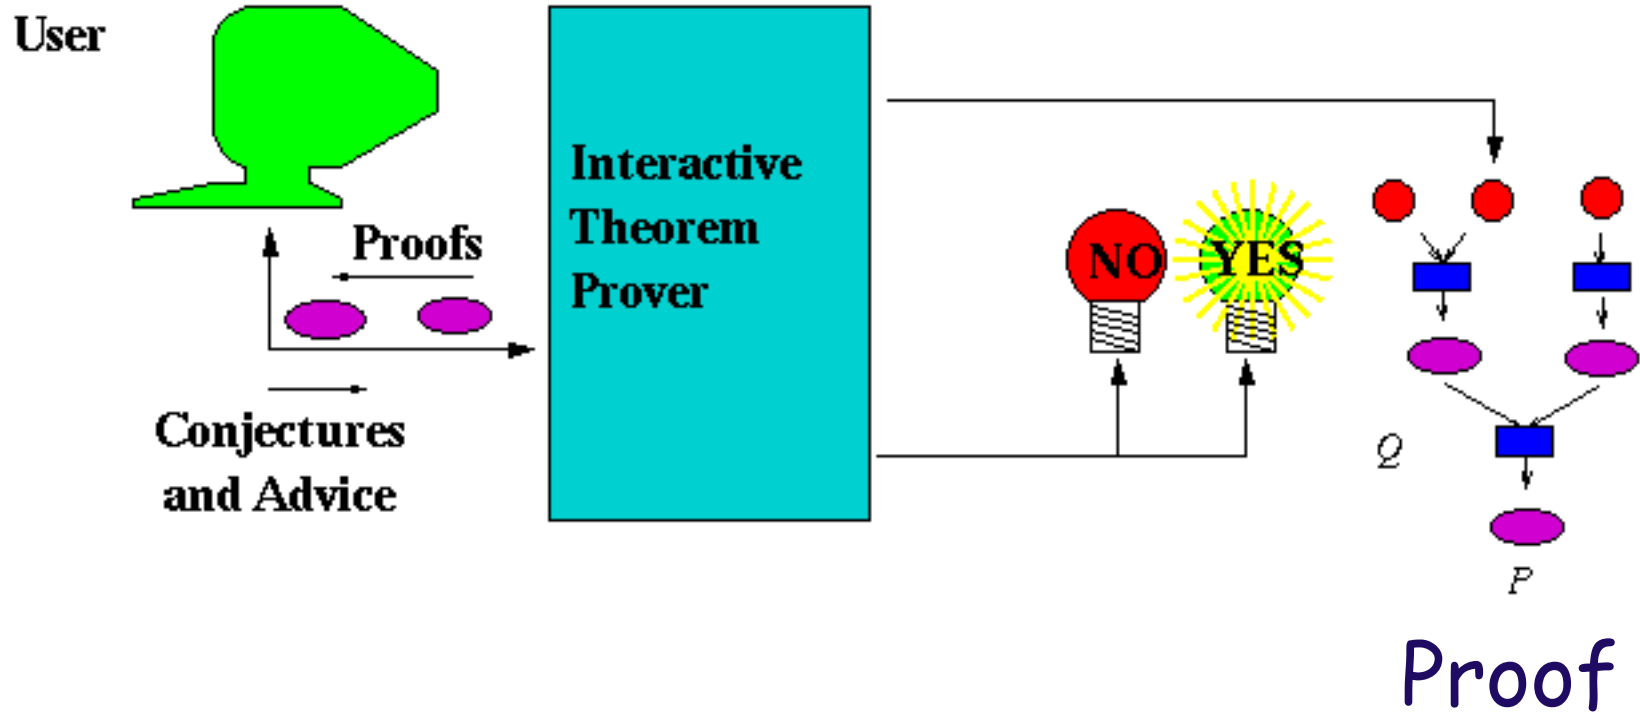 User
Proofs
Conjectures
and Advice
Interactive
Theorem
Prover
NO
YES
Q
P
Proof